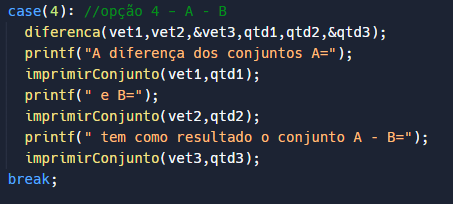 case(4): //opção 4 - A - B
diferenca(vet1,vet2,&vet3,qtd1,qtd2,&qtd3);
printf("A diferença dos conjuntos A=");
imprimirConjunto(vet1,qtd1);
printf(" e B=");
imprimirConjunto(vet2,qtd2);
printf(" tem como resultado o conjunto A - B=");
imprimirConjunto(vet3,qtd3);
break;